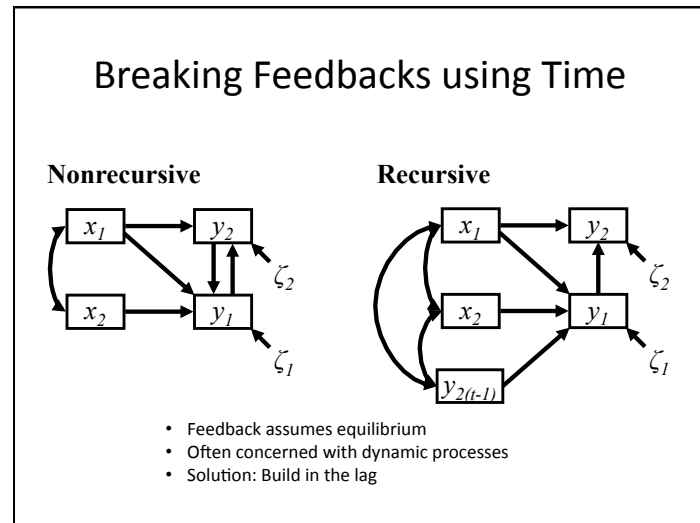 Breaking Feedbacks using Time
Nonrecursive
x₁
y₂
ζ₂
x₂
y₁
ζ₁
Recursive
x₁
y₂
ζ₂
x₂
y₁
ζ₁
y₂₍ₜ₋₁₎
• Feedback assumes equilibrium
• Often concerned with dynamic processes
• Solution: Build in the lag